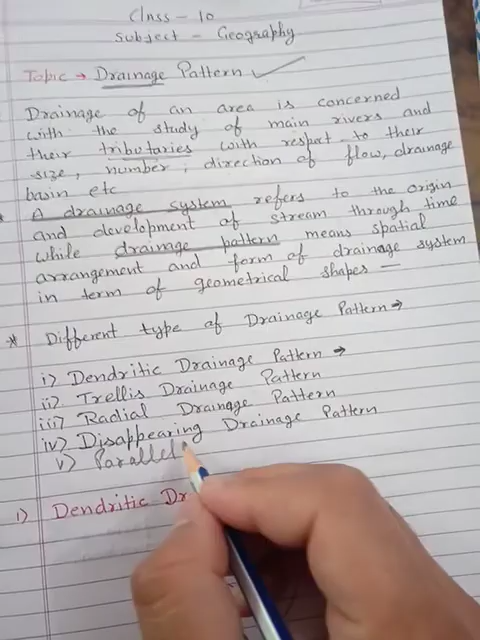 Class - 10
Subject - Geography
Topic → Drainage Pattern
Drainage of an area is concerned
with the study of main rivers and
their tributaries with respect to their
size, number, direction of flow, drainage
basin etc
A drainage system refers to the origin
and development of stream through time
while drainage pattern means spatial
arrangement and form of drainage system
in term of geometrical shapes —
* Different type of Drainage Pattern →
i) Dendritic Drainage Pattern →
ii) Trellis Drainage Pattern
iii) Radial Drainage Pattern
iv) Disappearing Drainage Pattern
v) Parallel
1) Dendritic Dr